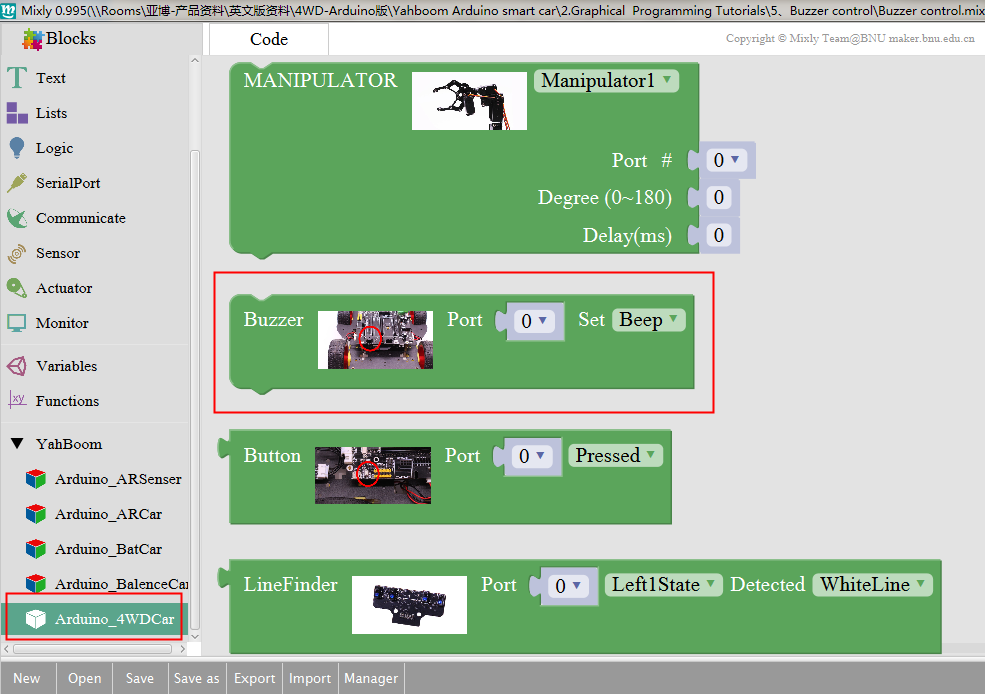 Mixly 0.995(\\Rooms\亚博-产品资料\英文版资料\4WD-Arduino版\Yahboom Arduino smart car\2.Graphical Programming Tutorials\5、Buzzer control\Buzzer control.mix
Blocks
Code
Copyright © Mixly Team@BNU maker.bnu.edu.cn
Text
Lists
Logic
SerialPort
Communicate
Sensor
Actuator
Monitor
Variables
Functions
YahBoom
Arduino_ARSenser
Arduino_ARCar
Arduino_BatCar
Arduino_BalenceCar
Arduino_4WDCar
MANIPULATOR Manipulator1
Port # 0
Degree (0~180) 0
Delay(ms) 0
Buzzer Port 0 Set Beep
Button Port 0 Pressed
LineFinder Port 0 Left1State Detected WhiteLine
New Open Save Save as Export Import Manager